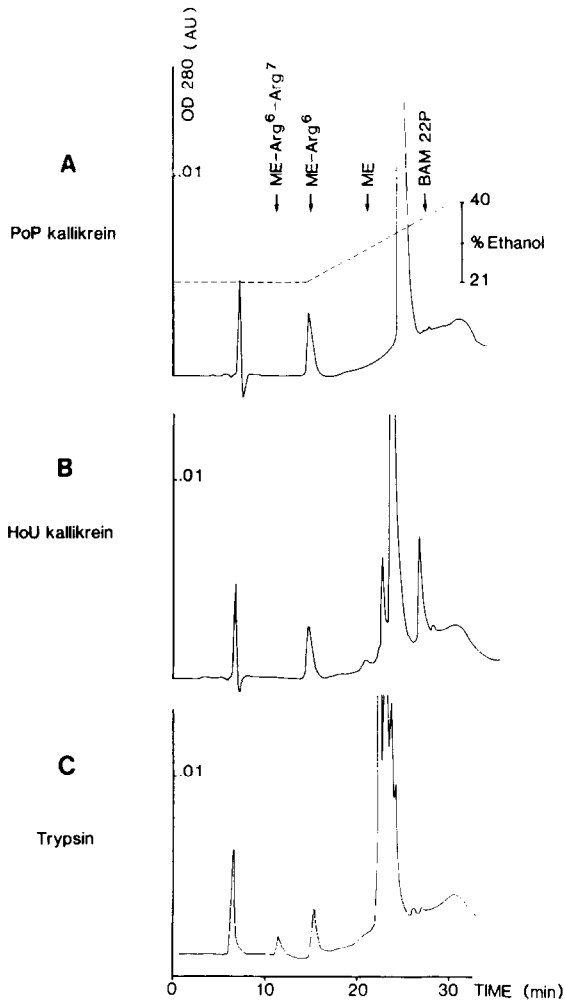 OD 280 (AU)
ME-Arg⁶-Arg⁷
ME-Arg⁶
ME
BAM 22P
A
.01
40
PoP kallikrein
% Ethanol
21
B
.01
HoU kallikrein
C
.01
Trypsin
0 10 20 30 TIME (min)